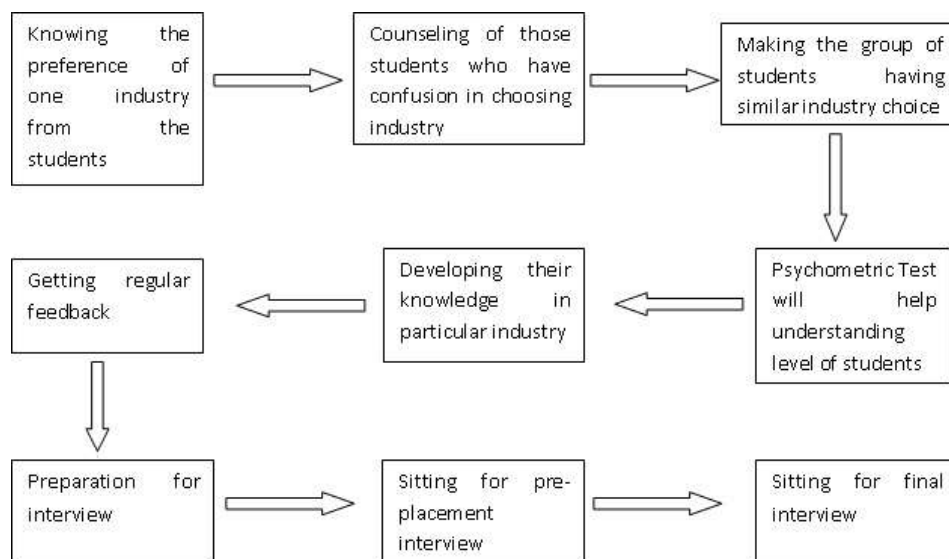 Knowing the
preference of
one industry
from the
students
Counseling of those
students who have
confusion in choosing
industry
Making the group of
students having
similar industry choice
Psychometric Test
will help
understanding
level of students
Developing their
knowledge in
particular industry
Getting regular
feedback
Preparation for
interview
Sitting for pre-
placement
interview
Sitting for final
interview